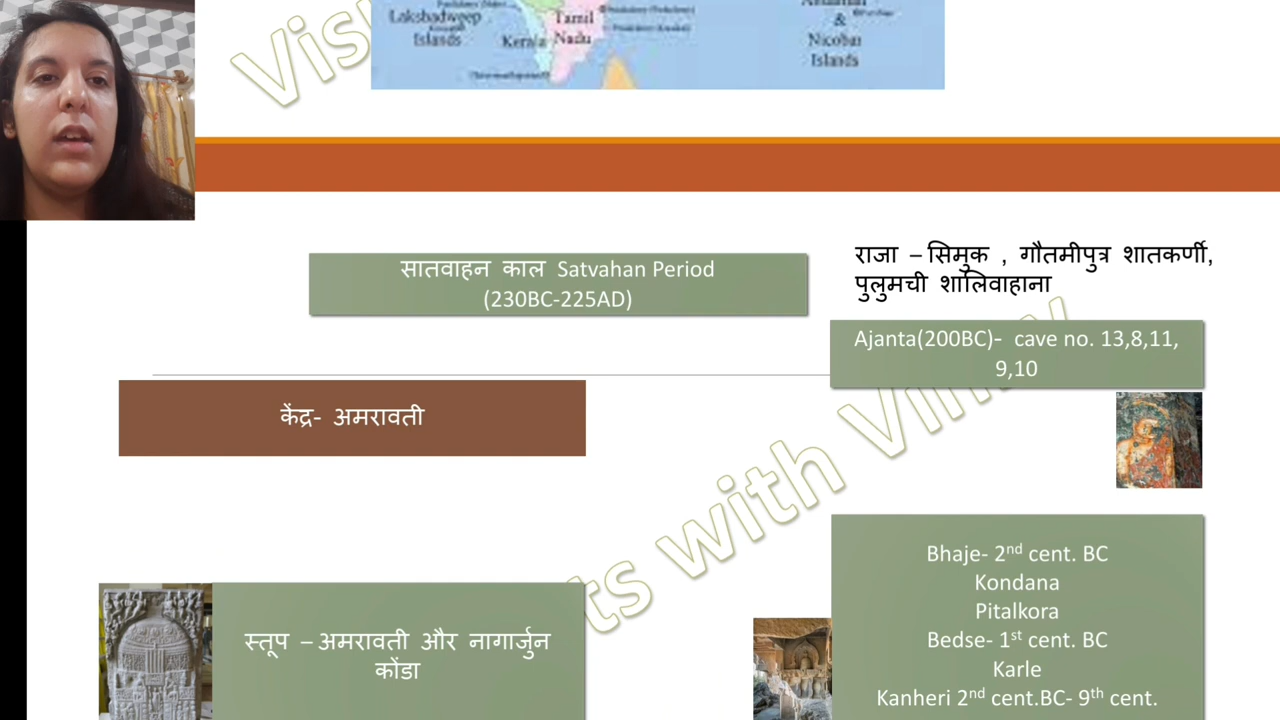 Lakshadweep
Islands
Kerala
Tamil
Nadu
&
Nicobar
Islands
सातवाहन काल Satvahan Period
(230BC-225AD)
राजा – सिमुक , गौतमीपुत्र शातकर्णी,
पुलुमची शालिवाहाना
Ajanta(200BC)- cave no. 13,8,11,
9,10
केंद्र- अमरावती
स्तूप – अमरावती और नागार्जुन
कोंडा
Bhaje- 2nd cent. BC
Kondana
Pitalkora
Bedse- 1st cent. BC
Karle
Kanheri 2nd cent.BC- 9th cent.
with